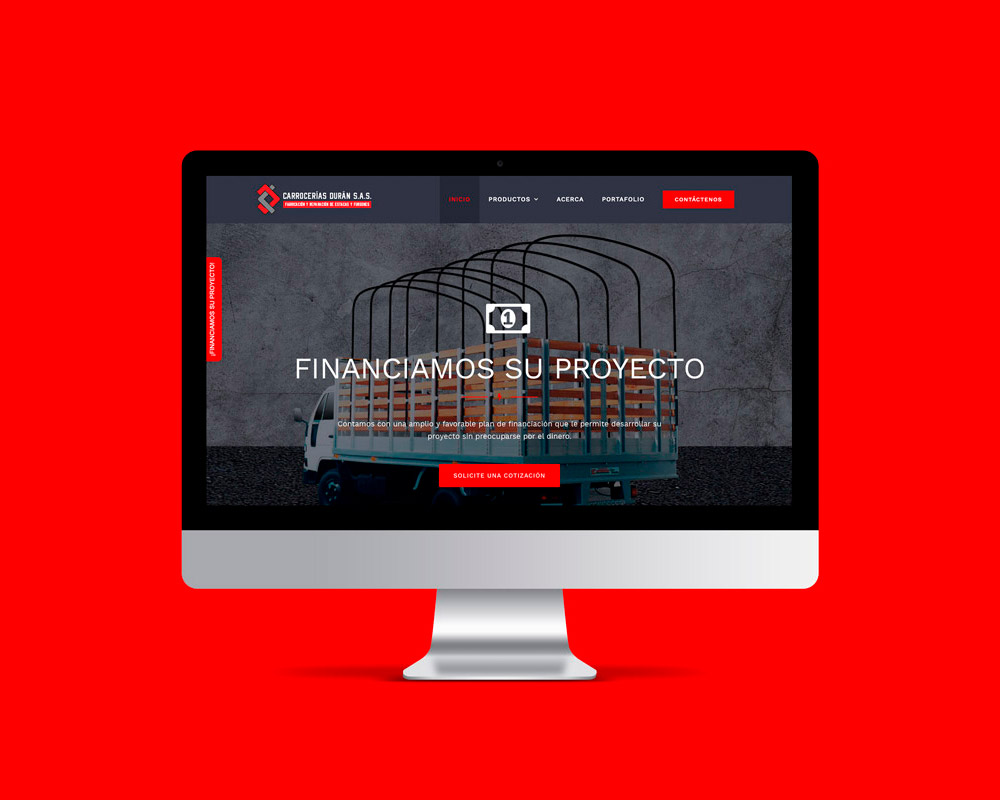 CARROCERÍAS DURÁN S.A.S.
FABRICACIÓN Y REPARACIÓN DE ESTACAS Y FURGONES
INICIO
PRODUCTOS
ACERCA
PORTAFOLIO
CONTÁCTENOS
¡FINANCIAMOS SU PROYECTO!
1
FINANCIAMOS SU PROYECTO
Contamos con una amplio y favorable plan de financiación que le permite desarrollar su
proyecto sin preocuparse por el dinero.
SOLICITE UNA COTIZACIÓN